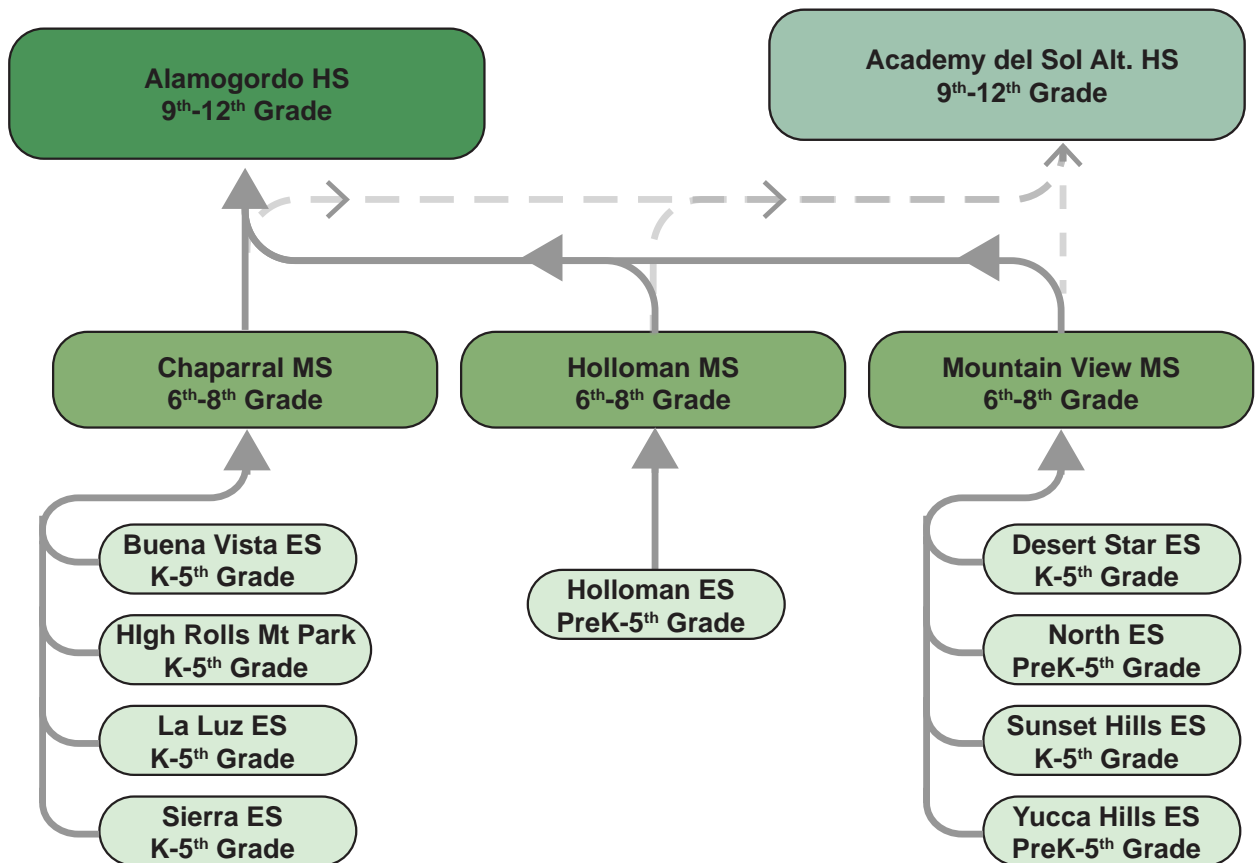 Alamogordo HS
9th-12th Grade
Academy del Sol Alt. HS
9th-12th Grade
Chaparral MS
6th-8th Grade
Holloman MS
6th-8th Grade
Mountain View MS
6th-8th Grade
Buena Vista ES
K-5th Grade
HIgh Rolls Mt Park
K-5th Grade
La Luz ES
K-5th Grade
Sierra ES
K-5th Grade
Holloman ES
PreK-5th Grade
Desert Star ES
K-5th Grade
North ES
PreK-5th Grade
Sunset Hills ES
K-5th Grade
Yucca Hills ES
PreK-5th Grade